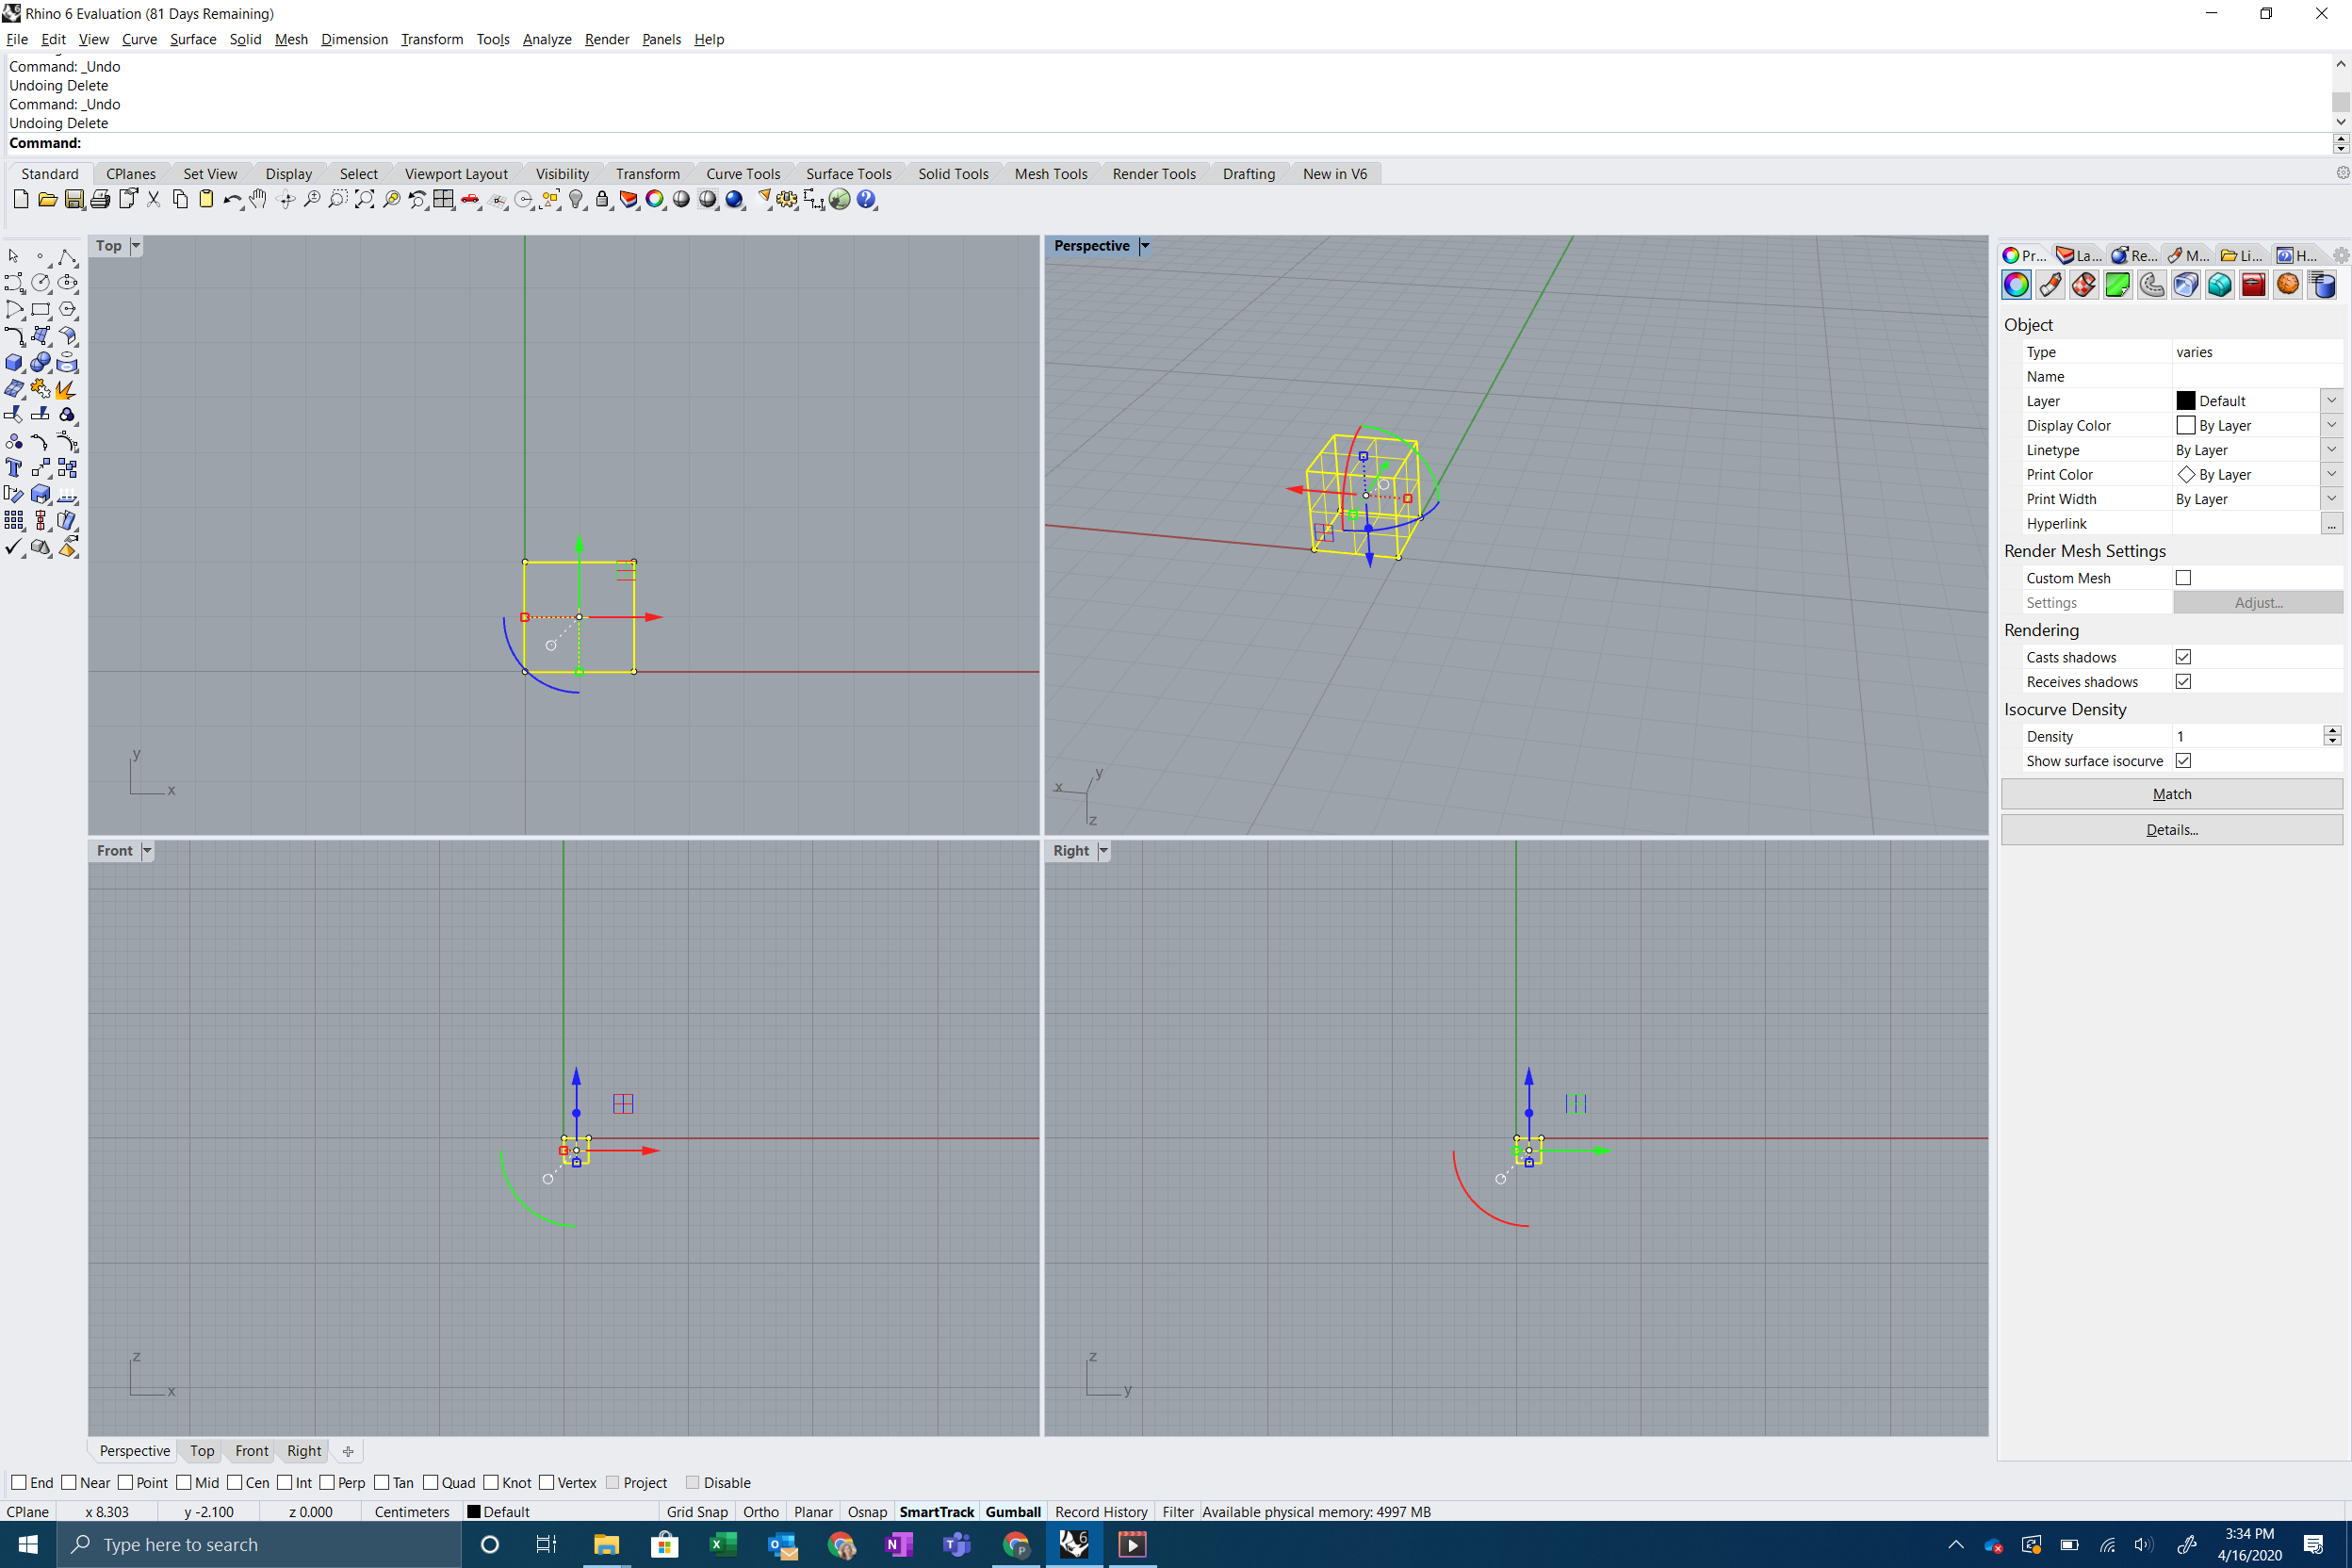 Rhino 6 Evaluation (81 Days Remaining)
File Edit View Curve Surface Solid Mesh Dimension Transform Tools Analyze Render Panels Help
Command: _Undo
Undoing Delete
Command: _Undo
Undoing Delete
Command:
Standard CPlanes Set View Display Select Viewport Layout Visibility Transform Curve Tools Surface Tools Solid Tools Mesh Tools Render Tools Drafting New in V6
Top
Perspective
Pr... La... Re... M... Li... H...
Object
Type varies
Name
Layer Default
Display Color By Layer
Linetype By Layer
Print Color By Layer
Print Width By Layer
Hyperlink ...
Render Mesh Settings
Custom Mesh
Settings Adjust...
Rendering
Casts shadows
Receives shadows
Isocurve Density
Density 1
Show surface isocurve
Match
Details...
y
x
x
y
z
Front
Right
z
x
z
y
Perspective Top Front Right
End Near Point Mid Cen Int Perp Tan Quad Knot Vertex Project Disable
CPlane x 8.303 y -2.100 z 0.000 Centimeters Default Grid Snap Ortho Planar Osnap SmartTrack Gumball Record History Filter Available physical memory: 4997 MB
Type here to search
3:34 PM
4/16/2020